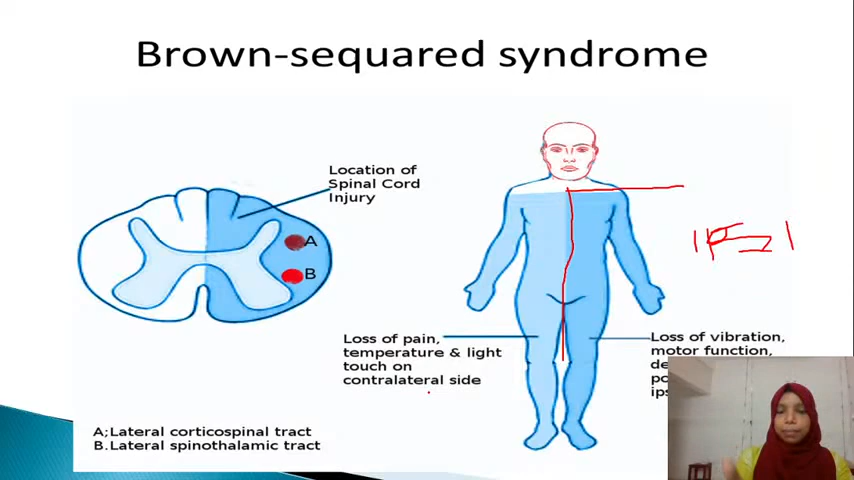 Brown-sequared syndrome
Location of
Spinal Cord
Injury
A
B
Loss of pain,
temperature & light
touch on
contralateral side
Loss of vibration,
motor function,
A;Lateral corticospinal tract
B.Lateral spinothalamic tract